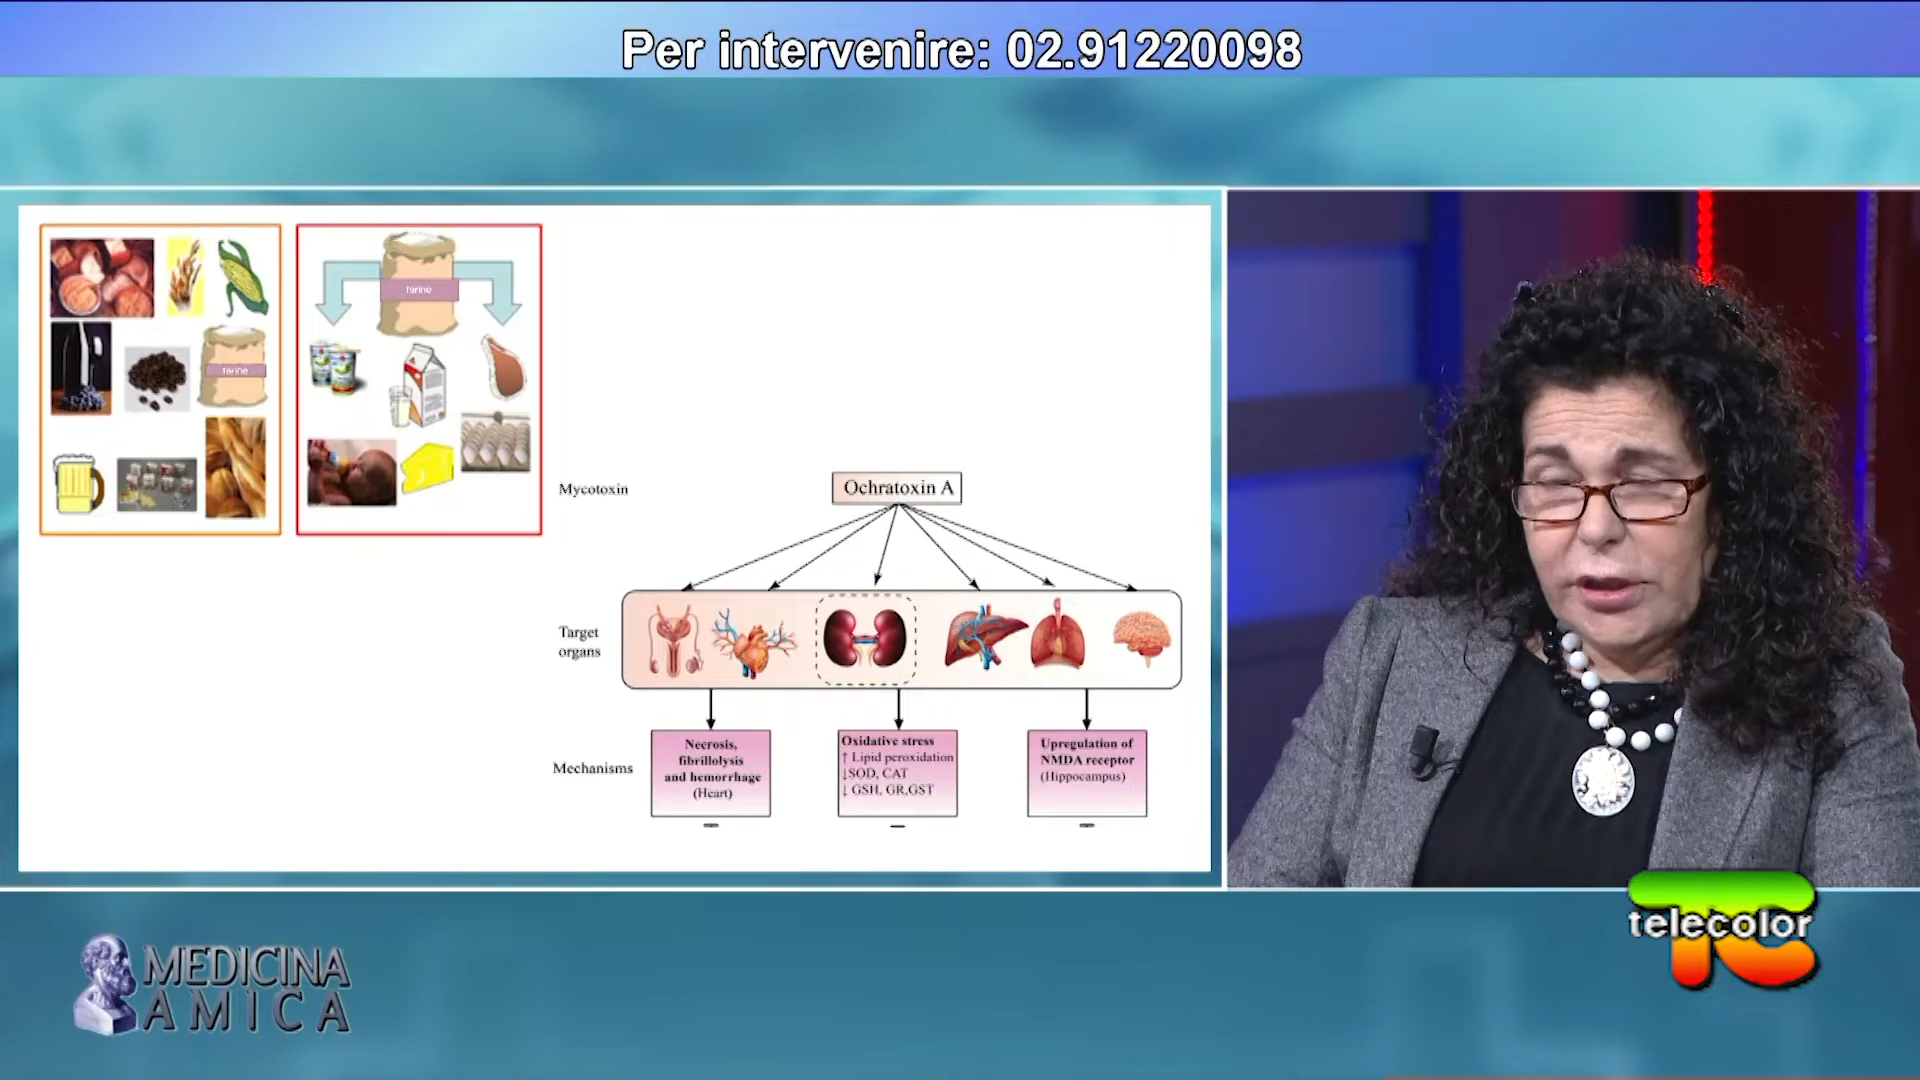 Per intervenire: 02.91220098
farine
farine
Mycotoxin
Ochratoxin A
Target
organs
Mechanisms
Necrosis,
fibrillolysis
and hemorrhage
(Heart)
Oxidative stress
↑ Lipid peroxidation
↓SOD, CAT
↓ GSH, GR,GST
Upregulation of
NMDA receptor
(Hippocampus)
MEDICINA
AMICA
telecolor
TC